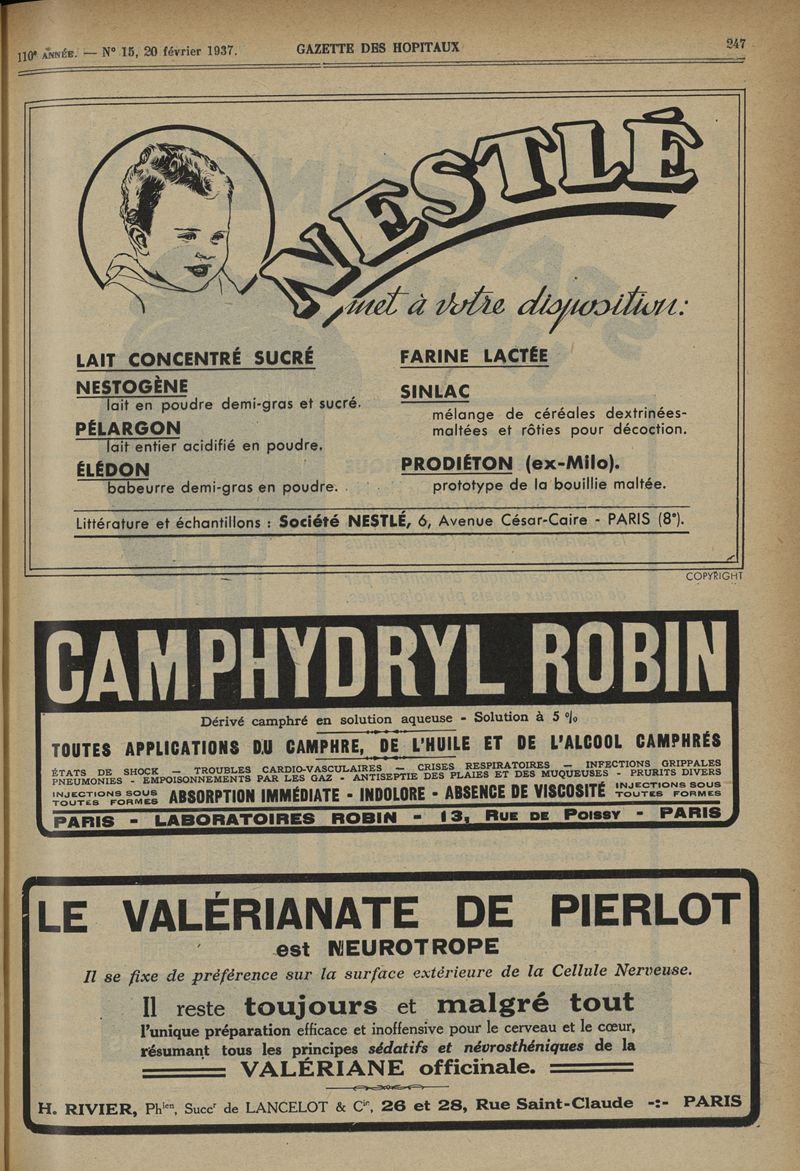 110e ANNÉE. — N° 15, 20 février 1937. GAZETTE DES HOPITAUX 247
NESTLÉ
met à votre disposition:
LAIT CONCENTRÉ SUCRÉ
NESTOGÈNE
lait en poudre demi-gras et sucré.
PÉLARGON
lait entier acidifié en poudre.
ÉLÉDON
babeurre demi-gras en poudre.
FARINE LACTÉE
SINLAC
mélange de céréales dextrinées-
maltées et rôties pour décoction.
PRODIÉTON (ex-Milo).
prototype de la bouillie maltée.
Littérature et échantillons : Société NESTLÉ, 6, Avenue César-Caire - PARIS (8e).
COPYRIGHT
CAMPHYDRYL ROBIN
Dérivé camphré en solution aqueuse - Solution à 5 %
TOUTES APPLICATIONS DU CAMPHRE, DE L'HUILE ET DE L'ALCOOL CAMPHRÉS
ÉTATS DE SHOCK — TROUBLES CARDIO-VASCULAIRES — CRISES RESPIRATOIRES — INFECTIONS GRIPPALES
PNEUMONIES - EMPOISONNEMENTS PAR LES GAZ - ANTISEPTIE DES PLAIES ET DES MUQUEUSES - PRURITS DIVERS
INJECTIONS SOUS TOUTES FORMES ABSORPTION IMMÉDIATE - INDOLORE - ABSENCE DE VISCOSITÉ INJECTIONS SOUS TOUTES FORMES
PARIS - LABORATOIRES ROBIN - 13, RUE DE POISSY - PARIS
LE VALÉRIANATE DE PIERLOT
est NEUROTROPE
Il se fixe de préférence sur la surface extérieure de la Cellule Nerveuse.
Il reste toujours et malgré tout
l'unique préparation efficace et inoffensive pour le cerveau et le cœur,
résumant tous les principes sédatifs et névrosthéniques de la
VALÉRIANE officinale.
H. RIVIER, Phien, Succr de LANCELOT & Cie, 26 et 28, Rue Saint-Claude -:- PARIS